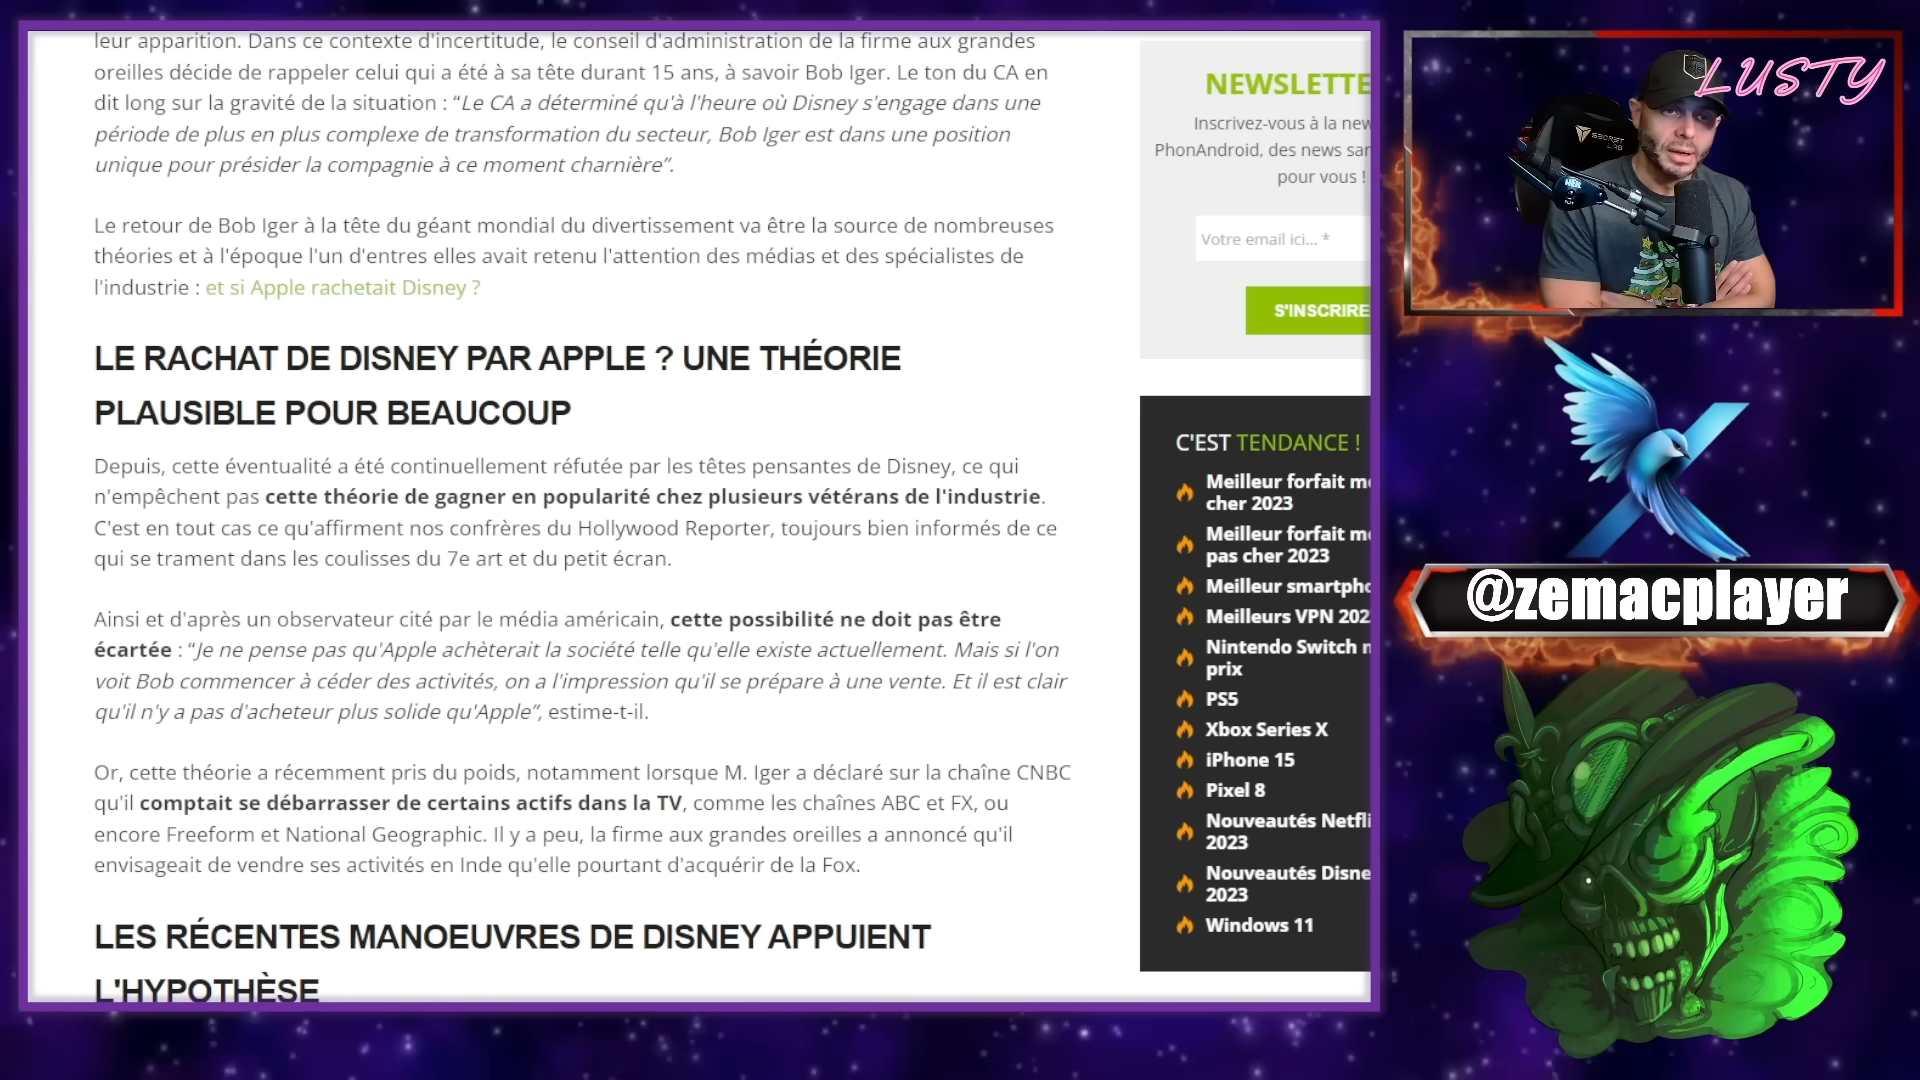 leur apparition. Dans ce contexte d'incertitude, le conseil d'administration de la firme aux grandes
oreilles décide de rappeler celui qui a été à sa tête durant 15 ans, à savoir Bob Iger. Le ton du CA en
dit long sur la gravité de la situation : “Le CA a déterminé qu'à l'heure où Disney s'engage dans une
période de plus en plus complexe de transformation du secteur, Bob Iger est dans une position
unique pour présider la compagnie à ce moment charnière”.
Le retour de Bob Iger à la tête du géant mondial du divertissement va être la source de nombreuses
théories et à l'époque l'un d'entres elles avait retenu l'attention des médias et des spécialistes de
l'industrie : et si Apple rachetait Disney ?
LE RACHAT DE DISNEY PAR APPLE ? UNE THÉORIE
PLAUSIBLE POUR BEAUCOUP
Depuis, cette éventualité a été continuellement réfutée par les têtes pensantes de Disney, ce qui
n'empêchent pas cette théorie de gagner en popularité chez plusieurs vétérans de l'industrie.
C'est en tout cas ce qu'affirment nos confrères du Hollywood Reporter, toujours bien informés de ce
qui se trament dans les coulisses du 7e art et du petit écran.
Ainsi et d'après un observateur cité par le média américain, cette possibilité ne doit pas être
écartée : “Je ne pense pas qu'Apple achèterait la société telle qu'elle existe actuellement. Mais si l'on
voit Bob commencer à céder des activités, on a l'impression qu'il se prépare à une vente. Et il est clair
qu'il n'y a pas d'acheteur plus solide qu'Apple”, estime-t-il.
Or, cette théorie a récemment pris du poids, notamment lorsque M. Iger a déclaré sur la chaîne CNBC
qu'il comptait se débarrasser de certains actifs dans la TV, comme les chaînes ABC et FX, ou
encore Freeform et National Geographic. Il y a peu, la firme aux grandes oreilles a annoncé qu'il
envisageait de vendre ses activités en Inde qu'elle pourtant d'acquérir de la Fox.
LES RÉCENTES MANOEUVRES DE DISNEY APPUIENT
L'HYPOTHÈSE
NEWSLETTE
Inscrivez-vous à la new
PhonAndroid, des news san
pour vous !
Votre email ici... *
S'INSCRIRE
C'EST TENDANCE !
Meilleur forfait mo
cher 2023
Meilleur forfait mo
pas cher 2023
Meilleur smartpho
Meilleurs VPN 202
Nintendo Switch m
prix
PS5
Xbox Series X
iPhone 15
Pixel 8
Nouveautés Netfli
2023
Nouveautés Disne
2023
Windows 11
LUSTY
SECRET
LAB
@zemacplayer